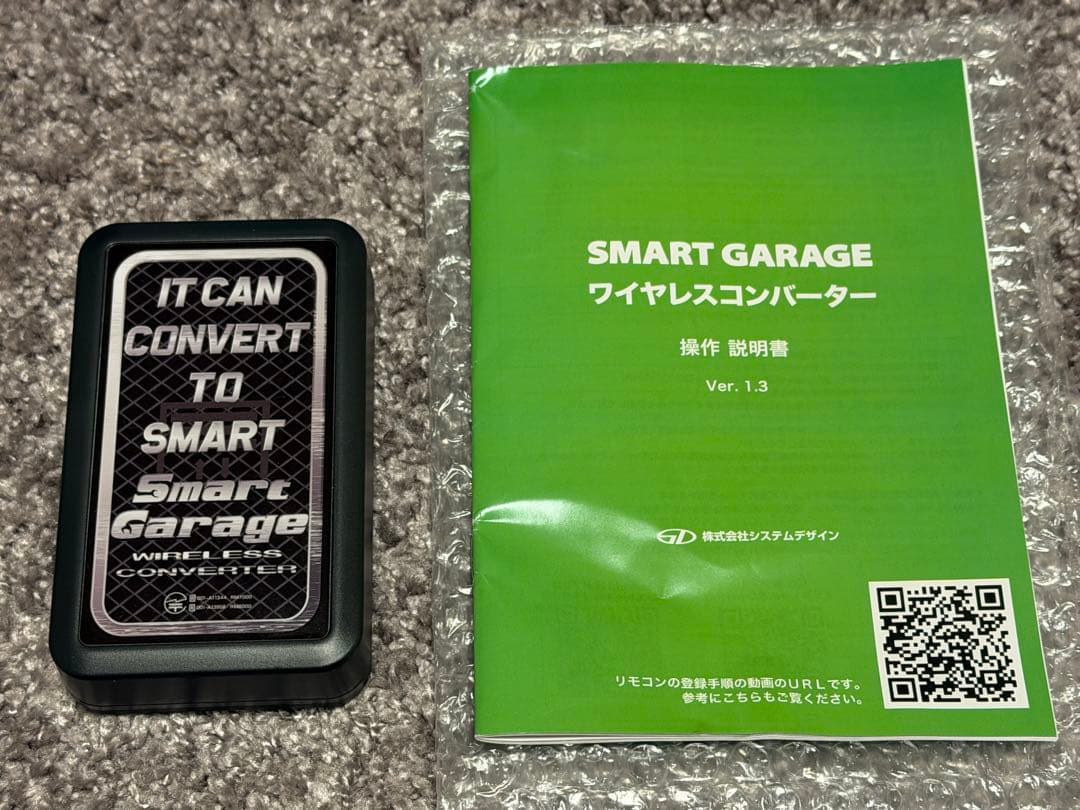 IT CAN
CONVERT
TO
SMART
Smart
Garage
WIRELESS
CONVERTER
SMART GARAGE
ワイヤレスコンバーター
操作 説明書
Ver. 1.3
SD 株式会社システムデザイン
リモコンの登録手順の動画のURLです。
参考にこちらもご覧ください。